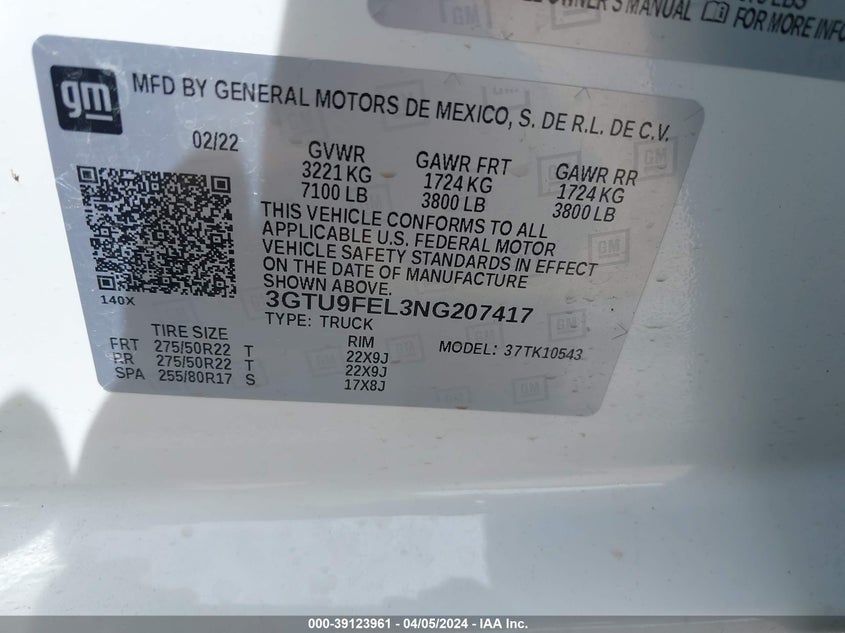 OWNER'S MANUAL
FOR MORE INFO
gm
MFD BY GENERAL MOTORS DE MEXICO, S. DE R.L. DE C.V.
02/22
GVWR GAWR FRT GAWR RR
3221 KG 1724 KG 1724 KG
7100 LB 3800 LB 3800 LB
THIS VEHICLE CONFORMS TO ALL
APPLICABLE U.S. FEDERAL MOTOR
VEHICLE SAFETY STANDARDS IN EFFECT
ON THE DATE OF MANUFACTURE
SHOWN ABOVE.
140X
3GTU9FEL3NG207417
TYPE: TRUCK
MODEL: 37TK10543
TIRE SIZE RIM
FRT 275/50R22 T 22X9J
RR 275/50R22 T 22X9J
SPA 255/80R17 S 17X8J
000-39123961 - 04/05/2024 - IAA Inc.